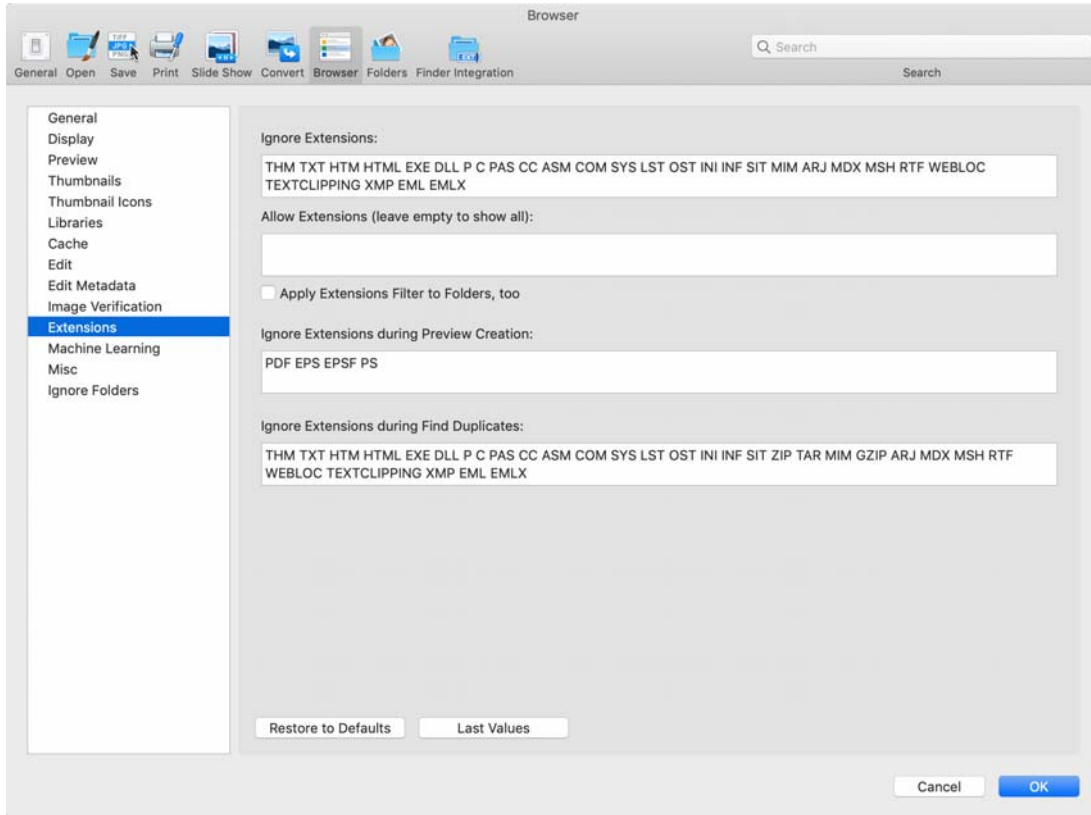 Browser
TIFF
JPG
PNG
EXT
General Open Save Print Slide Show Convert Browser Folders Finder Integration
Search
Search
General
Display
Preview
Thumbnails
Thumbnail Icons
Libraries
Cache
Edit
Edit Metadata
Image Verification
Extensions
Machine Learning
Misc
Ignore Folders
Ignore Extensions:
THM TXT HTM HTML EXE DLL P C PAS CC ASM COM SYS LST OST INI INF SIT MIM ARJ MDX MSH RTF WEBLOC
TEXTCLIPPING XMP EML EMLX
Allow Extensions (leave empty to show all):
Apply Extensions Filter to Folders, too
Ignore Extensions during Preview Creation:
PDF EPS EPSF PS
Ignore Extensions during Find Duplicates:
THM TXT HTM HTML EXE DLL P C PAS CC ASM COM SYS LST OST INI INF SIT ZIP TAR MIM GZIP ARJ MDX MSH RTF
WEBLOC TEXTCLIPPING XMP EML EMLX
Restore to Defaults
Last Values
Cancel
OK